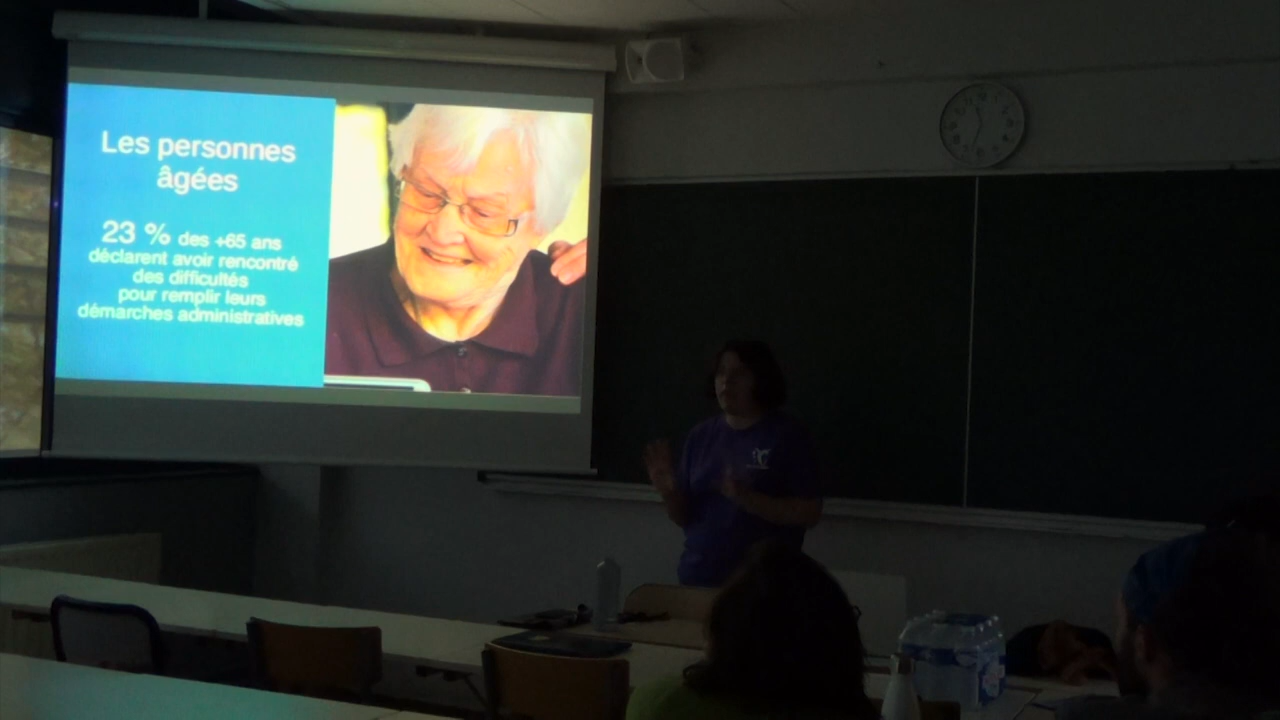 Les personnes
âgées
23 % des +65 ans
déclarent avoir rencontré
des difficultés
pour remplir leurs
démarches administratives